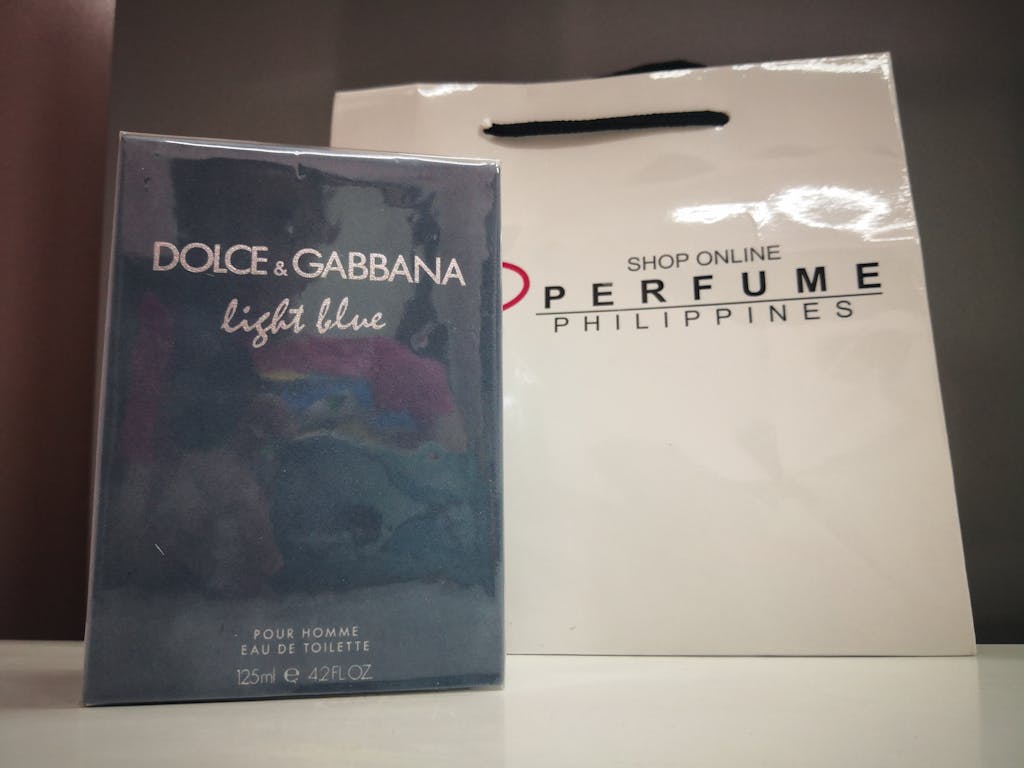 DOLCE & GABBANA
light blue
POUR HOMME
EAU DE TOILETTE
125ml e 4.2FL.OZ
SHOP ONLINE
PERFUME
PHILIPPINES